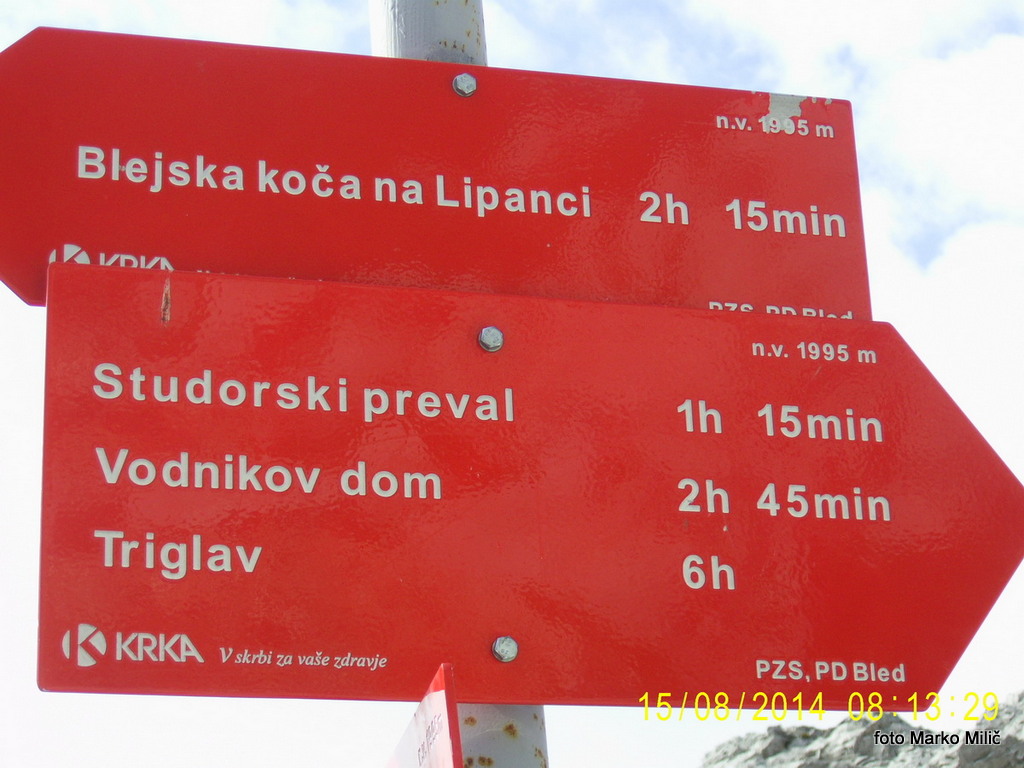 n.v. 1995 m
Blejska koča na Lipanci 2h 15min
KRKA
PZS, PD Bled
n.v. 1995 m
Studorski preval 1h 15min
Vodnikov dom 2h 45min
Triglav 6h
KRKA V skrbi za vaše zdravje
PZS, PD Bled
15/08/2014 08:13:29
foto Marko Milič